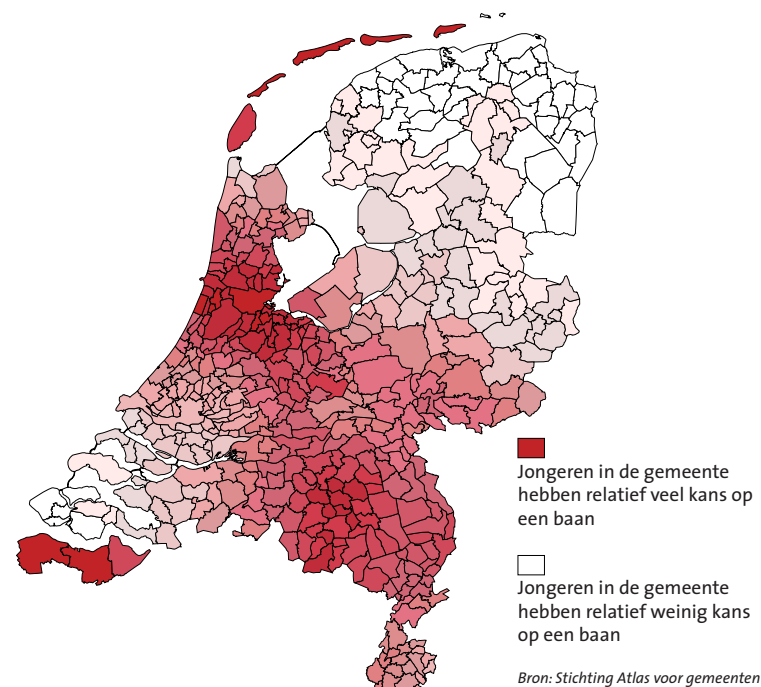 Jongeren in de gemeente
hebben relatief veel kans op
een baan
Jongeren in de gemeente
hebben relatief weinig kans
op een baan
Bron: Stichting Atlas voor gemeenten